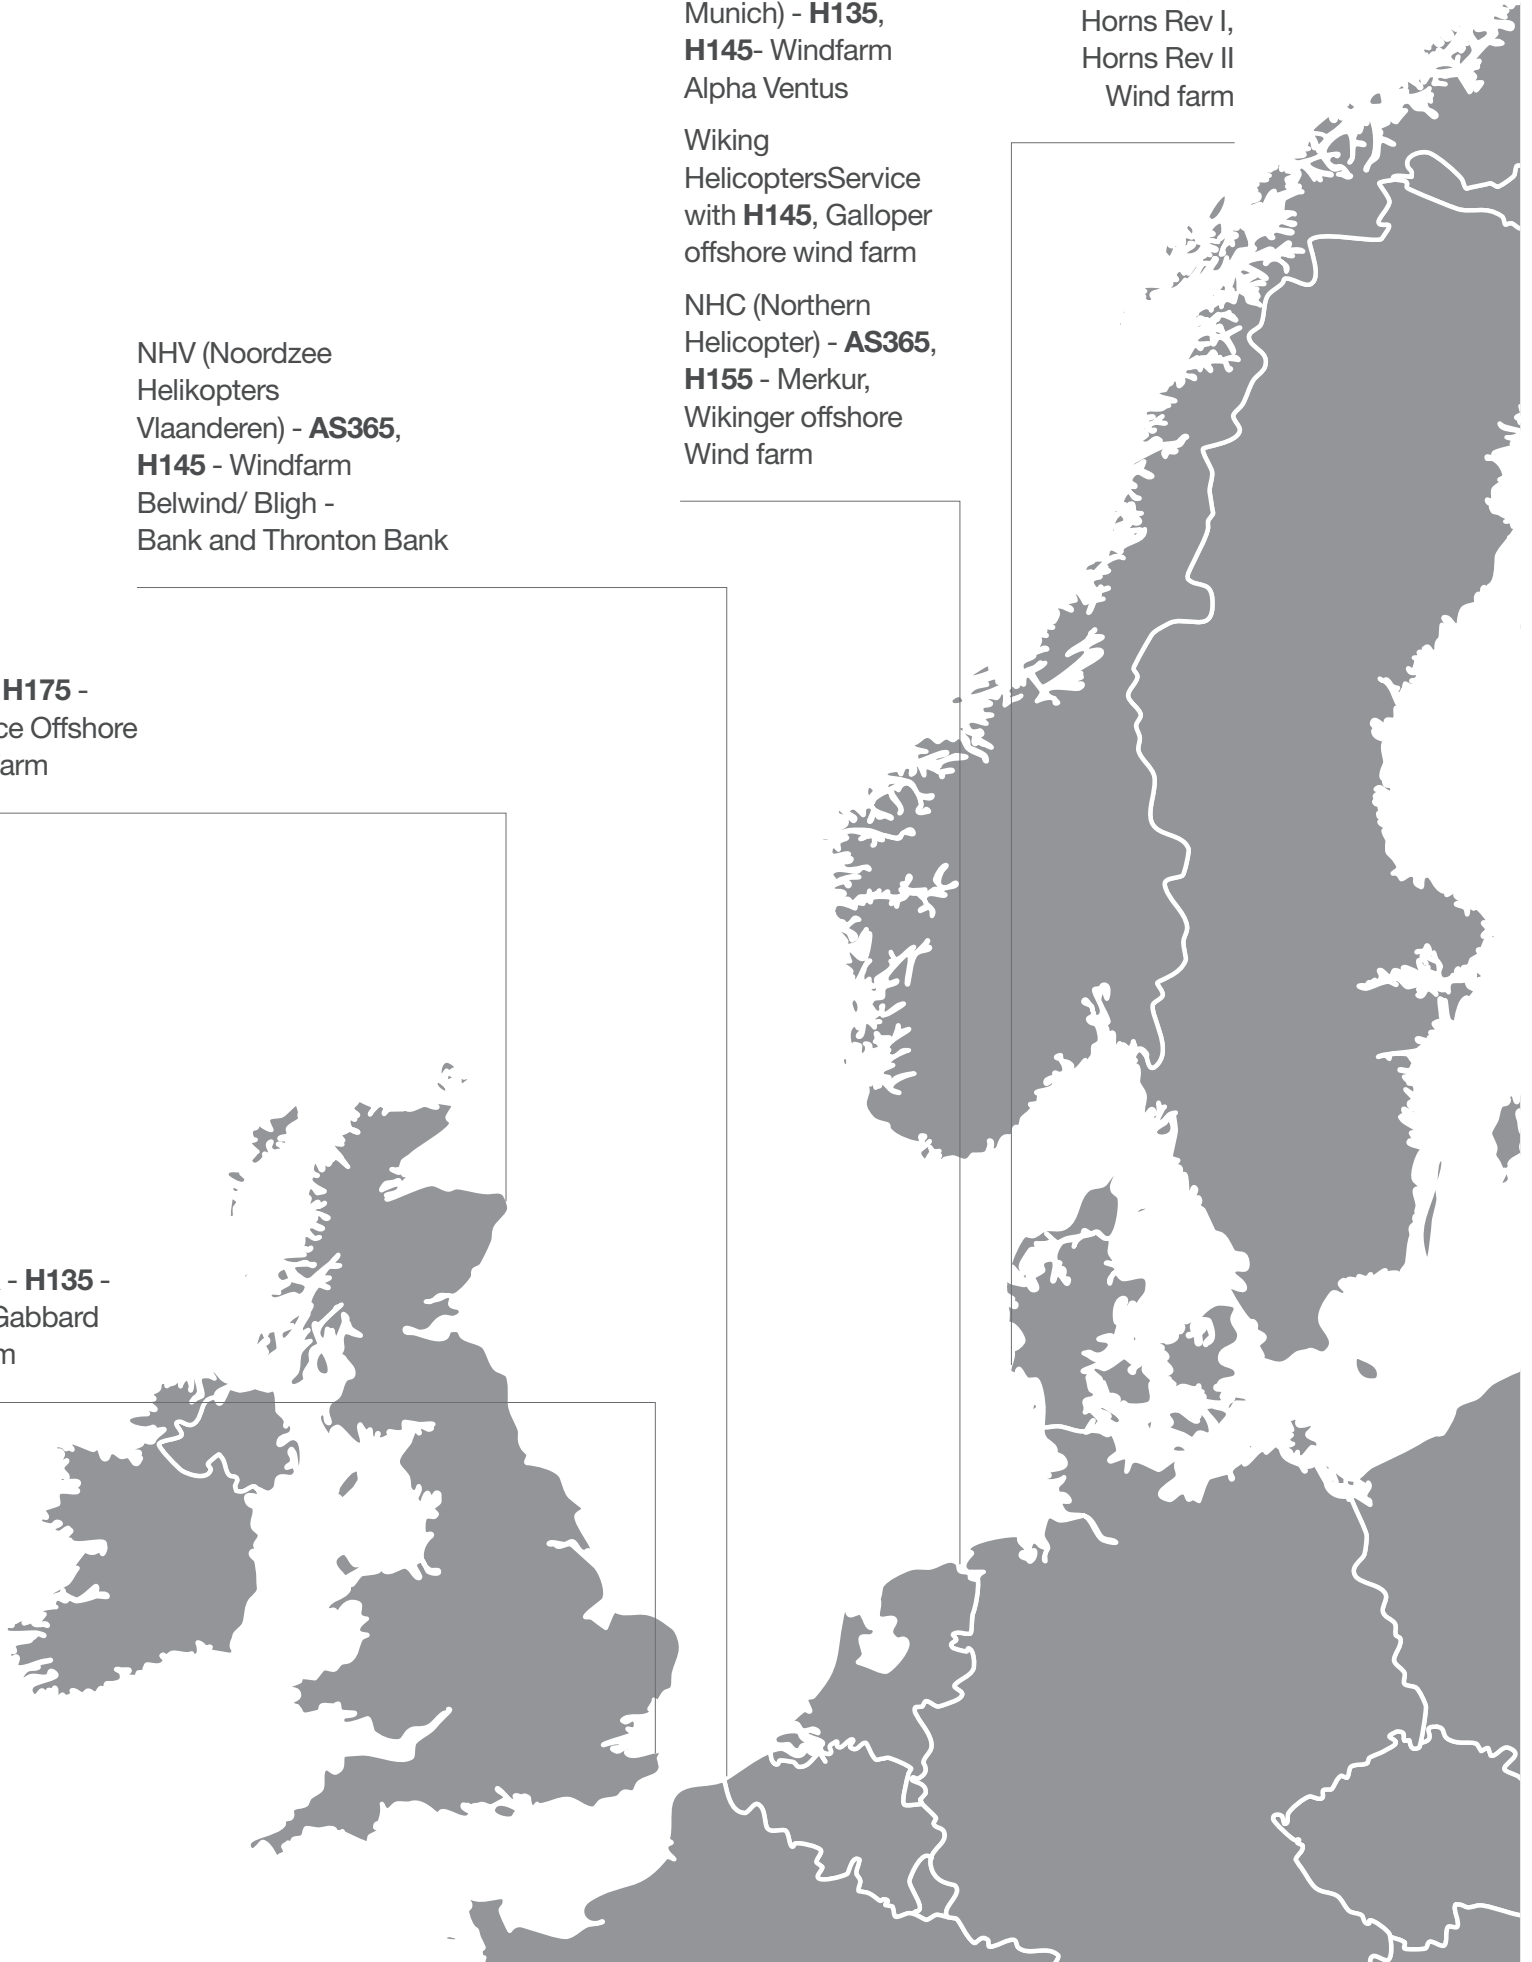 Munich) - H135,
H145- Windfarm
Alpha Ventus
Wiking
HelicoptersService
with H145, Galloper
offshore wind farm
NHC (Northern
Helicopter) - AS365,
H155 - Merkur,
Wikinger offshore
Wind farm
Horns Rev I,
Horns Rev II
Wind farm
NHV (Noordzee
Helikopters
Vlaanderen) - AS365,
H145 - Windfarm
Belwind/ Bligh -
Bank and Thronton Bank
H175 -
ce Offshore
arm
- H135 -
Gabbard
m